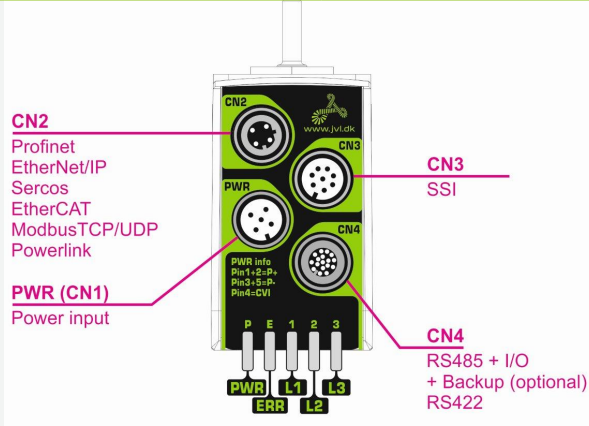 CN2
Profinet
EtherNet/IP
Sercos
EtherCAT
ModbusTCP/UDP
Powerlink
PWR (CN1)
Power input
CN2
www.jvl.dk
CN3
PWR
CN4
PWR info
Pin1+2=P+
Pin3+5=P-
Pin4=CVI
P E 1 2 3
PWR L1 L3
ERR L2
CN3
SSI
CN4
RS485 + I/O
+ Backup (optional)
RS422